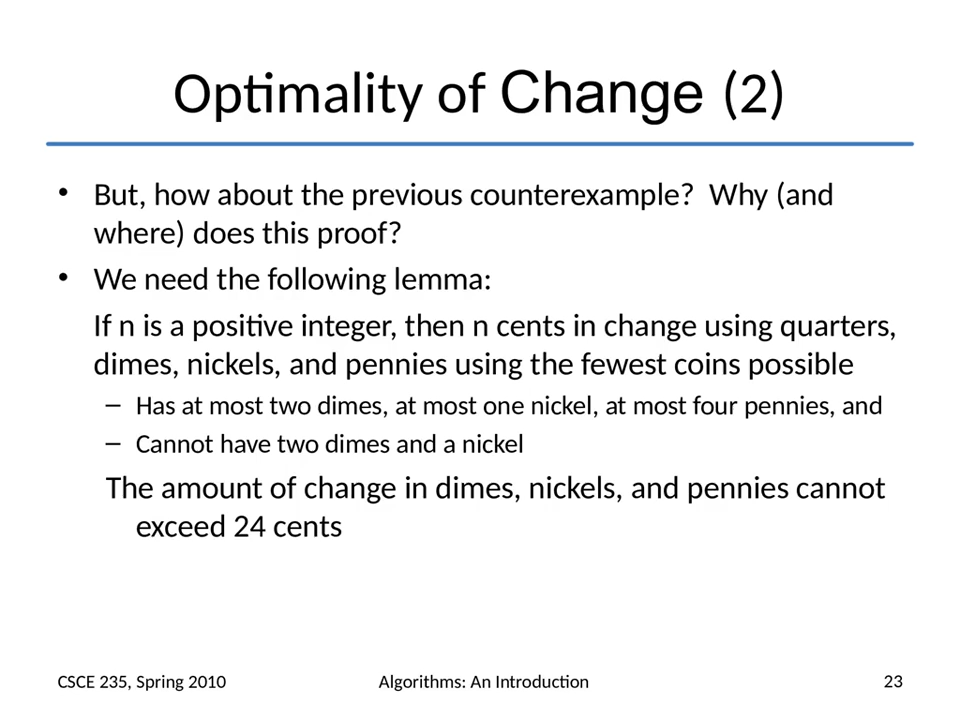 Optimality of Change (2)
• But, how about the previous counterexample?  Why (and
where) does this proof?
• We need the following lemma:
If n is a positive integer, then n cents in change using quarters,
dimes, nickels, and pennies using the fewest coins possible
– Has at most two dimes, at most one nickel, at most four pennies, and
– Cannot have two dimes and a nickel
The amount of change in dimes, nickels, and pennies cannot
exceed 24 cents
CSCE 235, Spring 2010
Algorithms: An Introduction
23